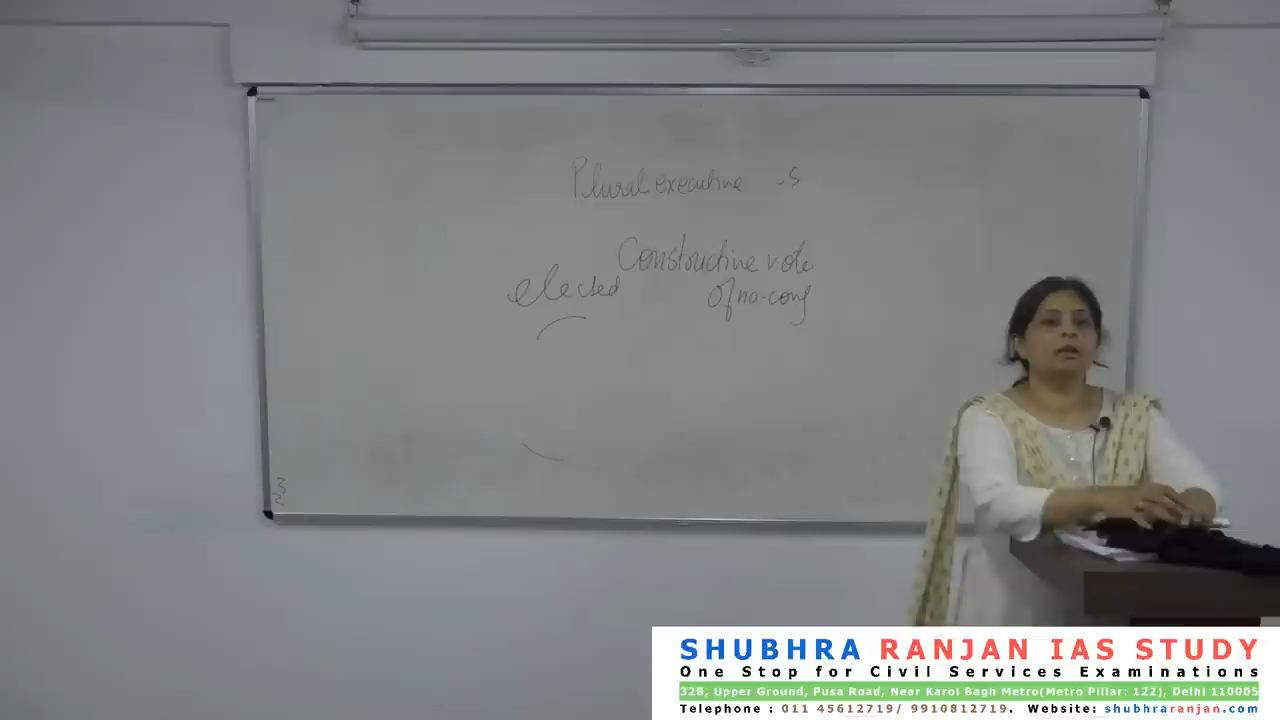 Plural executive - S
Constructive vote
elected of no-conf
SHUBHRA RANJAN IAS STUDY
One Stop for Civil Services Examinations
32B, Upper Ground, Pusa Road, Near Karol Bagh Metro(Metro Pillar: 122), Delhi 110005
Telephone : 011 45612719/ 9910812719. Website: shubhraranjan.com